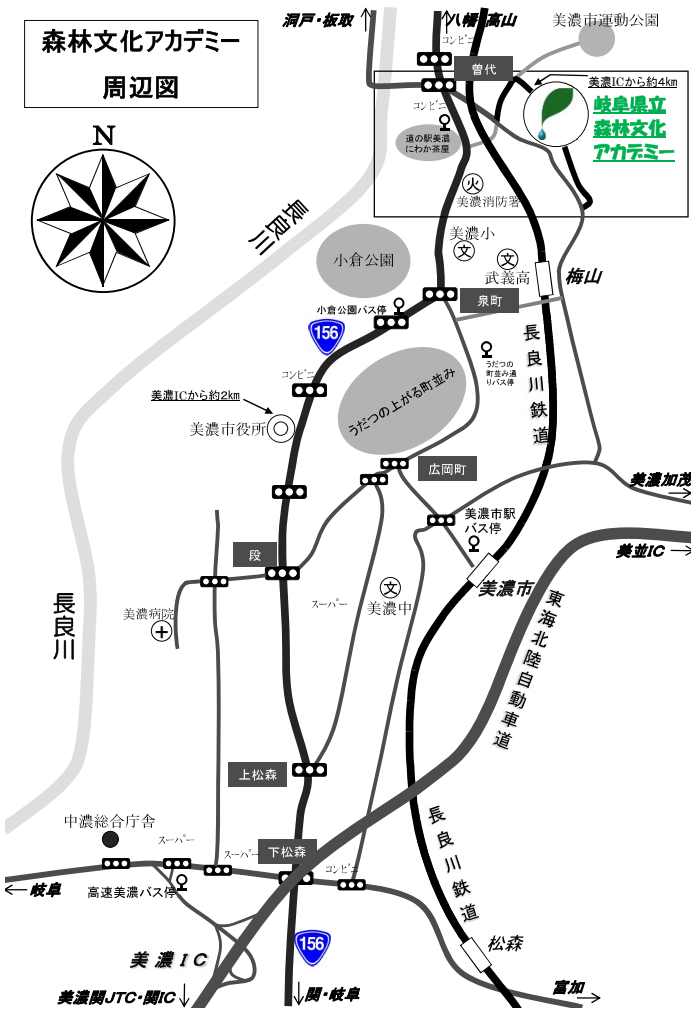 森林文化アカデミー
周辺図
洞戸・板取
八幡・高山
コンビニ
美濃市運動公園
曽代
美濃ICから約4km
コンビニ
岐阜県立
森林文化
アカデミー
道の駅美濃
にわか茶屋
N
火
美濃消防署
長良川
美濃小
文
文
武義高
小倉公園
梅山
泉町
小倉公園バス停
156
長良川鉄道
うだつの
町並み通
りバス停
コンビニ
うだつの上がる町並み
美濃ICから約2km
美濃市役所
広岡町
美濃加茂
美濃市駅
バス停
美並IC
段
美濃市
スーパー
文
美濃中
美濃病院
長良川
東海北陸自動車道
上松森
中濃総合庁舎
スーパー
スーパー
下松森
コンビニ
長良川鉄道
岐阜
高速美濃バス停
156
松森
美濃IC
美濃関JTC・関IC
関・岐阜
富加